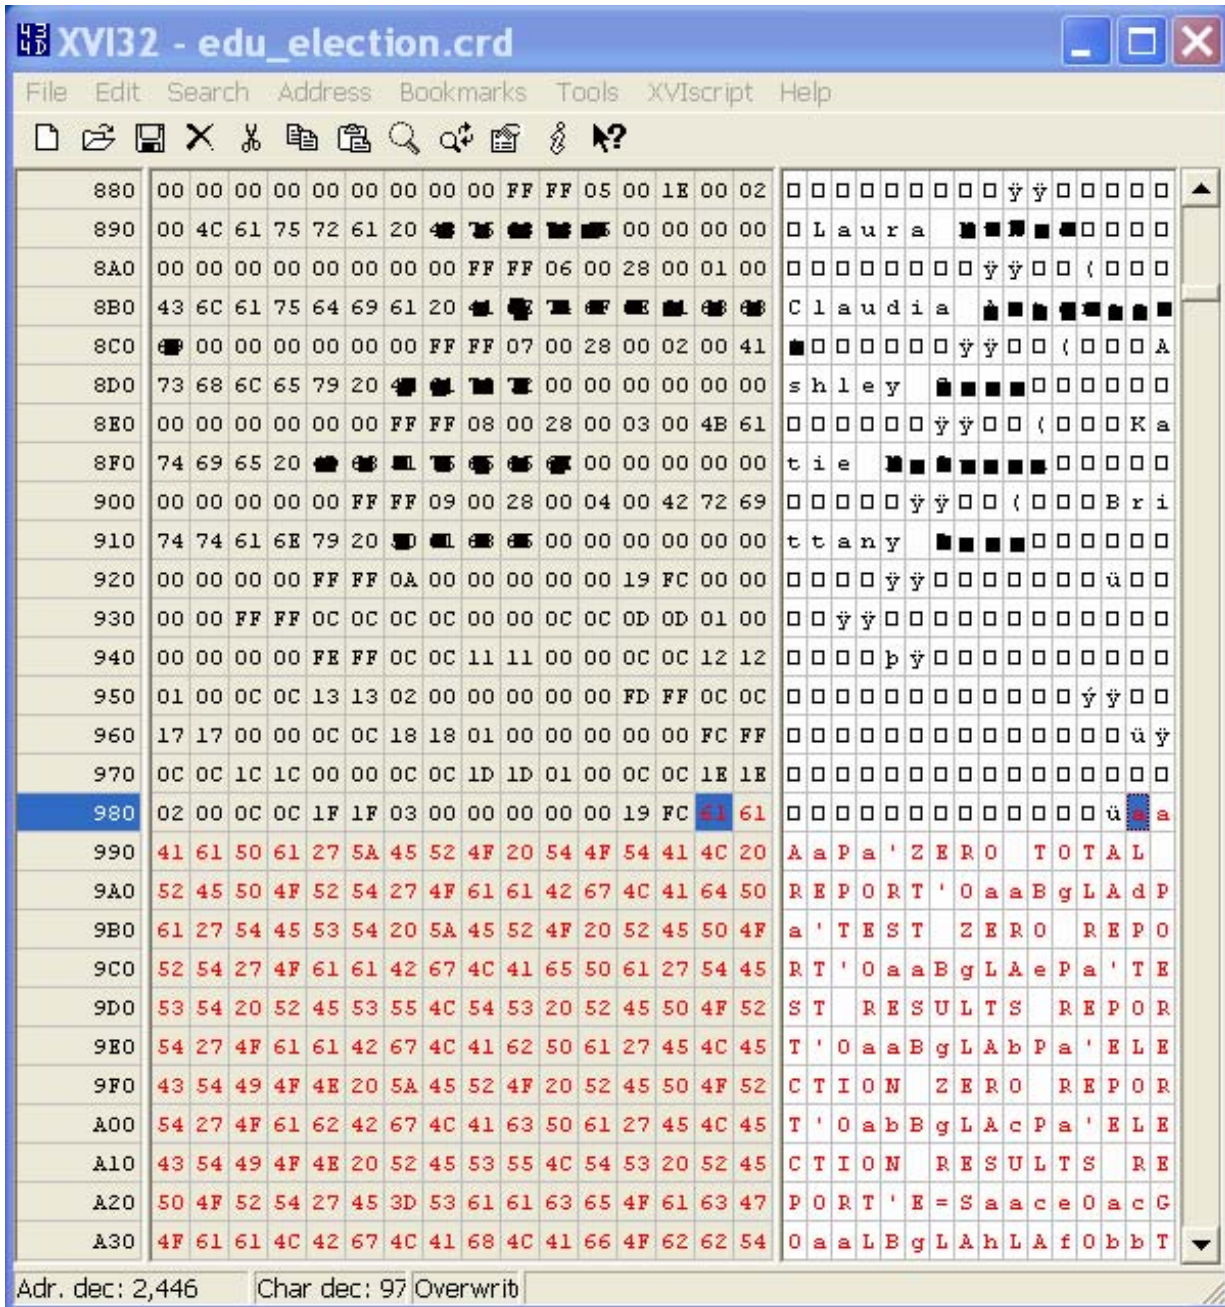 XVI32 - edu_election.crd
File Edit Search Address Bookmarks Tools XVIscript Help
880 00 00 00 00 00 00 00 00 00 FF FF 05 00 1E 00 02 ÿÿ
890 00 4C 61 75 72 61 20 00 00 00 00 Laura
8A0 00 00 00 00 00 00 00 00 FF FF 06 00 28 00 01 00 ÿÿ (
8B0 43 6C 61 75 64 69 61 20 Claudia
8C0 00 00 00 00 00 00 FF FF 07 00 28 00 02 00 41 ÿÿ ( A
8D0 73 68 6C 65 79 20 00 00 00 00 00 00 shley
8E0 00 00 00 00 00 00 FF FF 08 00 28 00 03 00 4B 61 ÿÿ ( Ka
8F0 74 69 65 20 00 00 00 00 00 tie
900 00 00 00 00 00 FF FF 09 00 28 00 04 00 42 72 69 ÿÿ ( Bri
910 74 74 61 6E 79 20 00 00 00 00 00 00 ttany
920 00 00 00 00 FF FF 0A 00 00 00 00 00 19 FC 00 00 ÿÿ ü
930 00 00 FF FF 0C 0C 0C 0C 00 00 0C 0C 0D 0D 01 00 ÿÿ
940 00 00 00 00 FE FF 0C 0C 11 11 00 00 0C 0C 12 12 þÿ
950 01 00 0C 0C 13 13 02 00 00 00 00 00 FD FF 0C 0C ýÿ
960 17 17 00 00 0C 0C 18 18 01 00 00 00 00 00 FC FF üÿ
970 0C 0C 1C 1C 00 00 0C 0C 1D 1D 01 00 0C 0C 1E 1E
980 02 00 0C 0C 1F 1F 03 00 00 00 00 00 19 FC 61 61 üaa
990 41 61 50 61 27 5A 45 52 4F 20 54 4F 54 41 4C 20 AaPa'ZERO TOTAL
9A0 52 45 50 4F 52 54 27 4F 61 61 42 67 4C 41 64 50 REPORT'OaaBgLAdP
9B0 61 27 54 45 53 54 20 5A 45 52 4F 20 52 45 50 4F a'TEST ZERO REPO
9C0 52 54 27 4F 61 61 42 67 4C 41 65 50 61 27 54 45 RT'OaaBgLAePa'TE
9D0 53 54 20 52 45 53 55 4C 54 53 20 52 45 50 4F 52 ST RESULTS REPOR
9E0 54 27 4F 61 61 42 67 4C 41 62 50 61 27 45 4C 45 T'OaaBgLAbPa'ELE
9F0 43 54 49 4F 4E 20 5A 45 52 4F 20 52 45 50 4F 52 CTION ZERO REPOR
A00 54 27 4F 61 62 42 67 4C 41 63 50 61 27 45 4C 45 T'OabBgLAcPa'ELE
A10 43 54 49 4F 4E 20 52 45 53 55 4C 54 53 20 52 45 CTION RESULTS RE
A20 50 4F 52 54 27 45 3D 53 61 61 63 65 4F 61 63 47 PORT'E=SaaceOacG
A30 4F 61 61 4C 42 67 4C 41 68 4C 41 66 4F 62 62 54 OaaLBgLAhLAfObbT
Adr. dec: 2,446 Char dec: 97 Overwrit